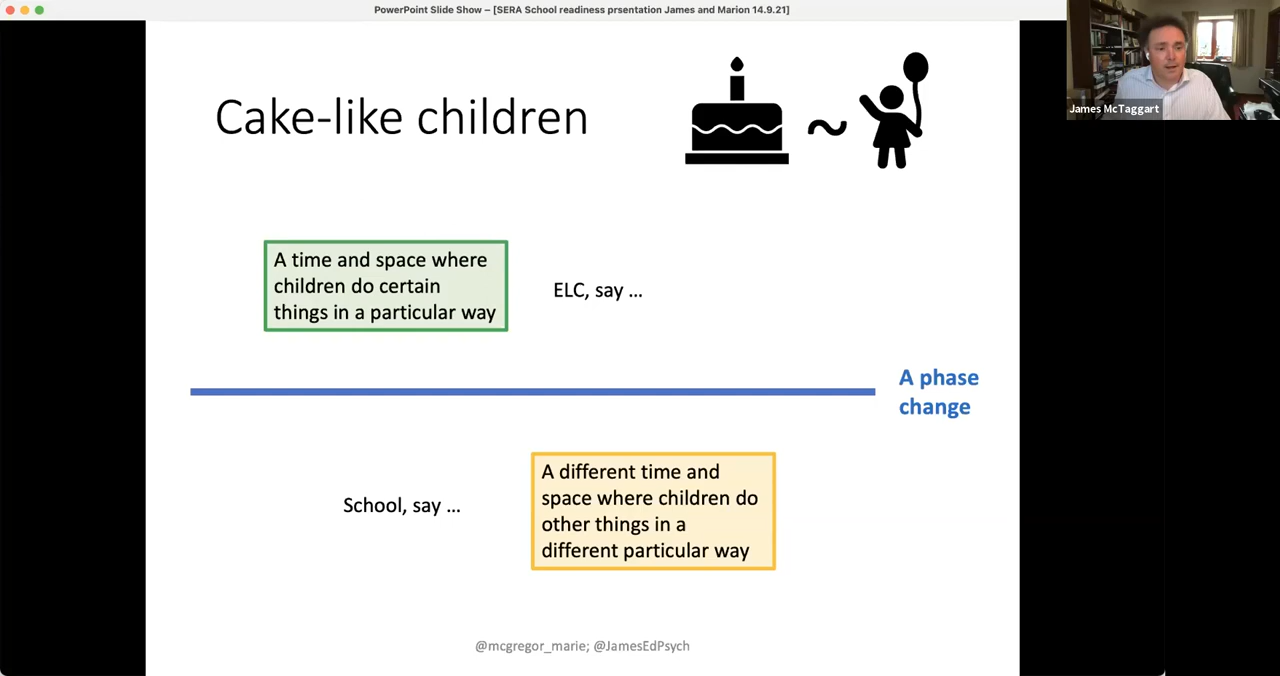 PowerPoint Slide Show – [SERA School readiness prsentation James and Marion 14.9.21]
James McTaggart
Cake-like children
~
A time and space where
children do certain
things in a particular way
ELC, say ...
A phase
change
School, say ...
A different time and
space where children do
other things in a
different particular way
@mcgregor_marie; @JamesEdPsych